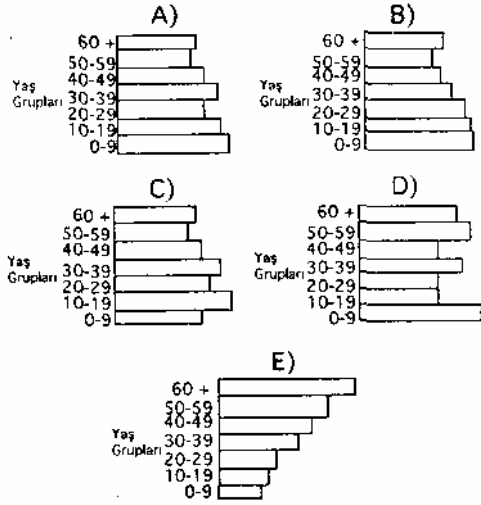 A)
60 +
50-59
40-49
30-39
20-29
10-19
0-9
Yaş
Grupları
B)
60 +
50-59
40-49
30-39
20-29
10-19
0-9
Yaş
Grupları
C)
60 +
50-59
40-49
30-39
20-29
10-19
0-9
Yaş
Grupları
D)
60 +
50-59
40-49
30-39
20-29
10-19
0-9
Yaş
Grupları
E)
60 +
50-59
40-49
30-39
20-29
10-19
0-9
Yaş
Grupları